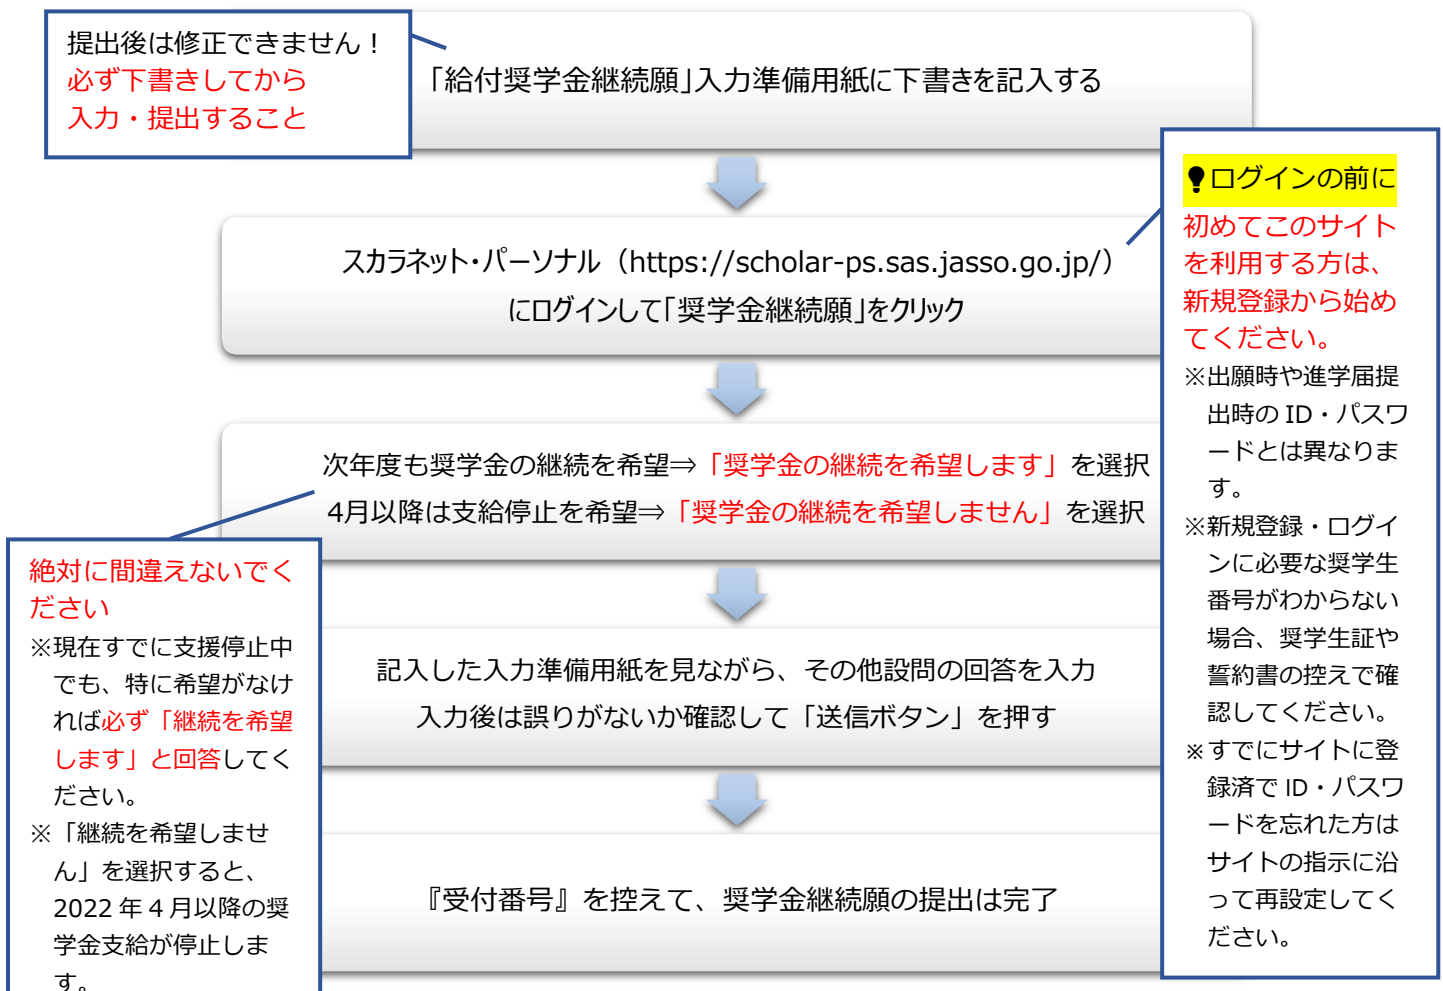 提出後は修正できません！
必ず下書きしてから
入力・提出すること
「給付奨学金継続願」入力準備用紙に下書きを記入する
スカラネット・パーソナル（https://scholar-ps.sas.jasso.go.jp/）
にログインして「奨学金継続願」をクリック
ログインの前に
初めてこのサイト
を利用する方は、
新規登録から始め
てください。
※出願時や進学届提
出時の ID・パスワ
ードとは異なりま
す。
※新規登録・ログイ
ンに必要な奨学生
番号がわからない
場合、奨学生証や
誓約書の控えで確
認してください。
※すでにサイトに登
録済で ID・パスワ
ードを忘れた方は
サイトの指示に沿
って再設定してく
ださい。
次年度も奨学金の継続を希望⇒「奨学金の継続を希望します」を選択
4月以降は支給停止を希望⇒「奨学金の継続を希望しません」を選択
絶対に間違えないでく
ださい
※現在すでに支援停止中
でも、特に希望がなけ
れば必ず「継続を希望
します」と回答してく
ださい。
※「継続を希望しませ
ん」を選択すると、
2022 年 4 月以降の奨
学金支給が停止しま
す。
記入した入力準備用紙を見ながら、その他設問の回答を入力
入力後は誤りがないか確認して「送信ボタン」を押す
『受付番号』を控えて、奨学金継続願の提出は完了